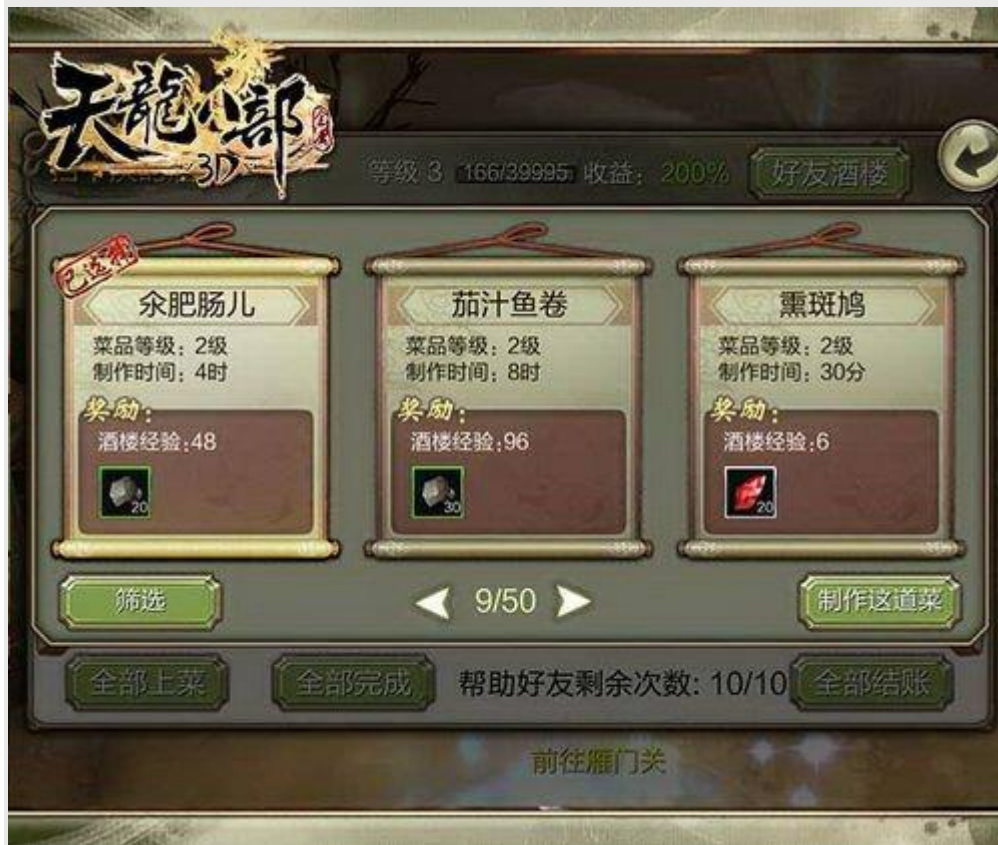 天龍八部
3D
等级 3 166/39995 收益：200% 好友酒楼
已选择
汆肥肠儿
菜品等级：2级
制作时间：4时
奖励：
酒楼经验:48
20
茄汁鱼卷
菜品等级：2级
制作时间：8时
奖励：
酒楼经验:96
30
熏斑鸠
菜品等级：2级
制作时间：30分
奖励：
酒楼经验:6
20
筛选 9/50 制作这道菜
全部上菜 全部完成 帮助好友剩余次数: 10/10 全部结账
前往雁门关